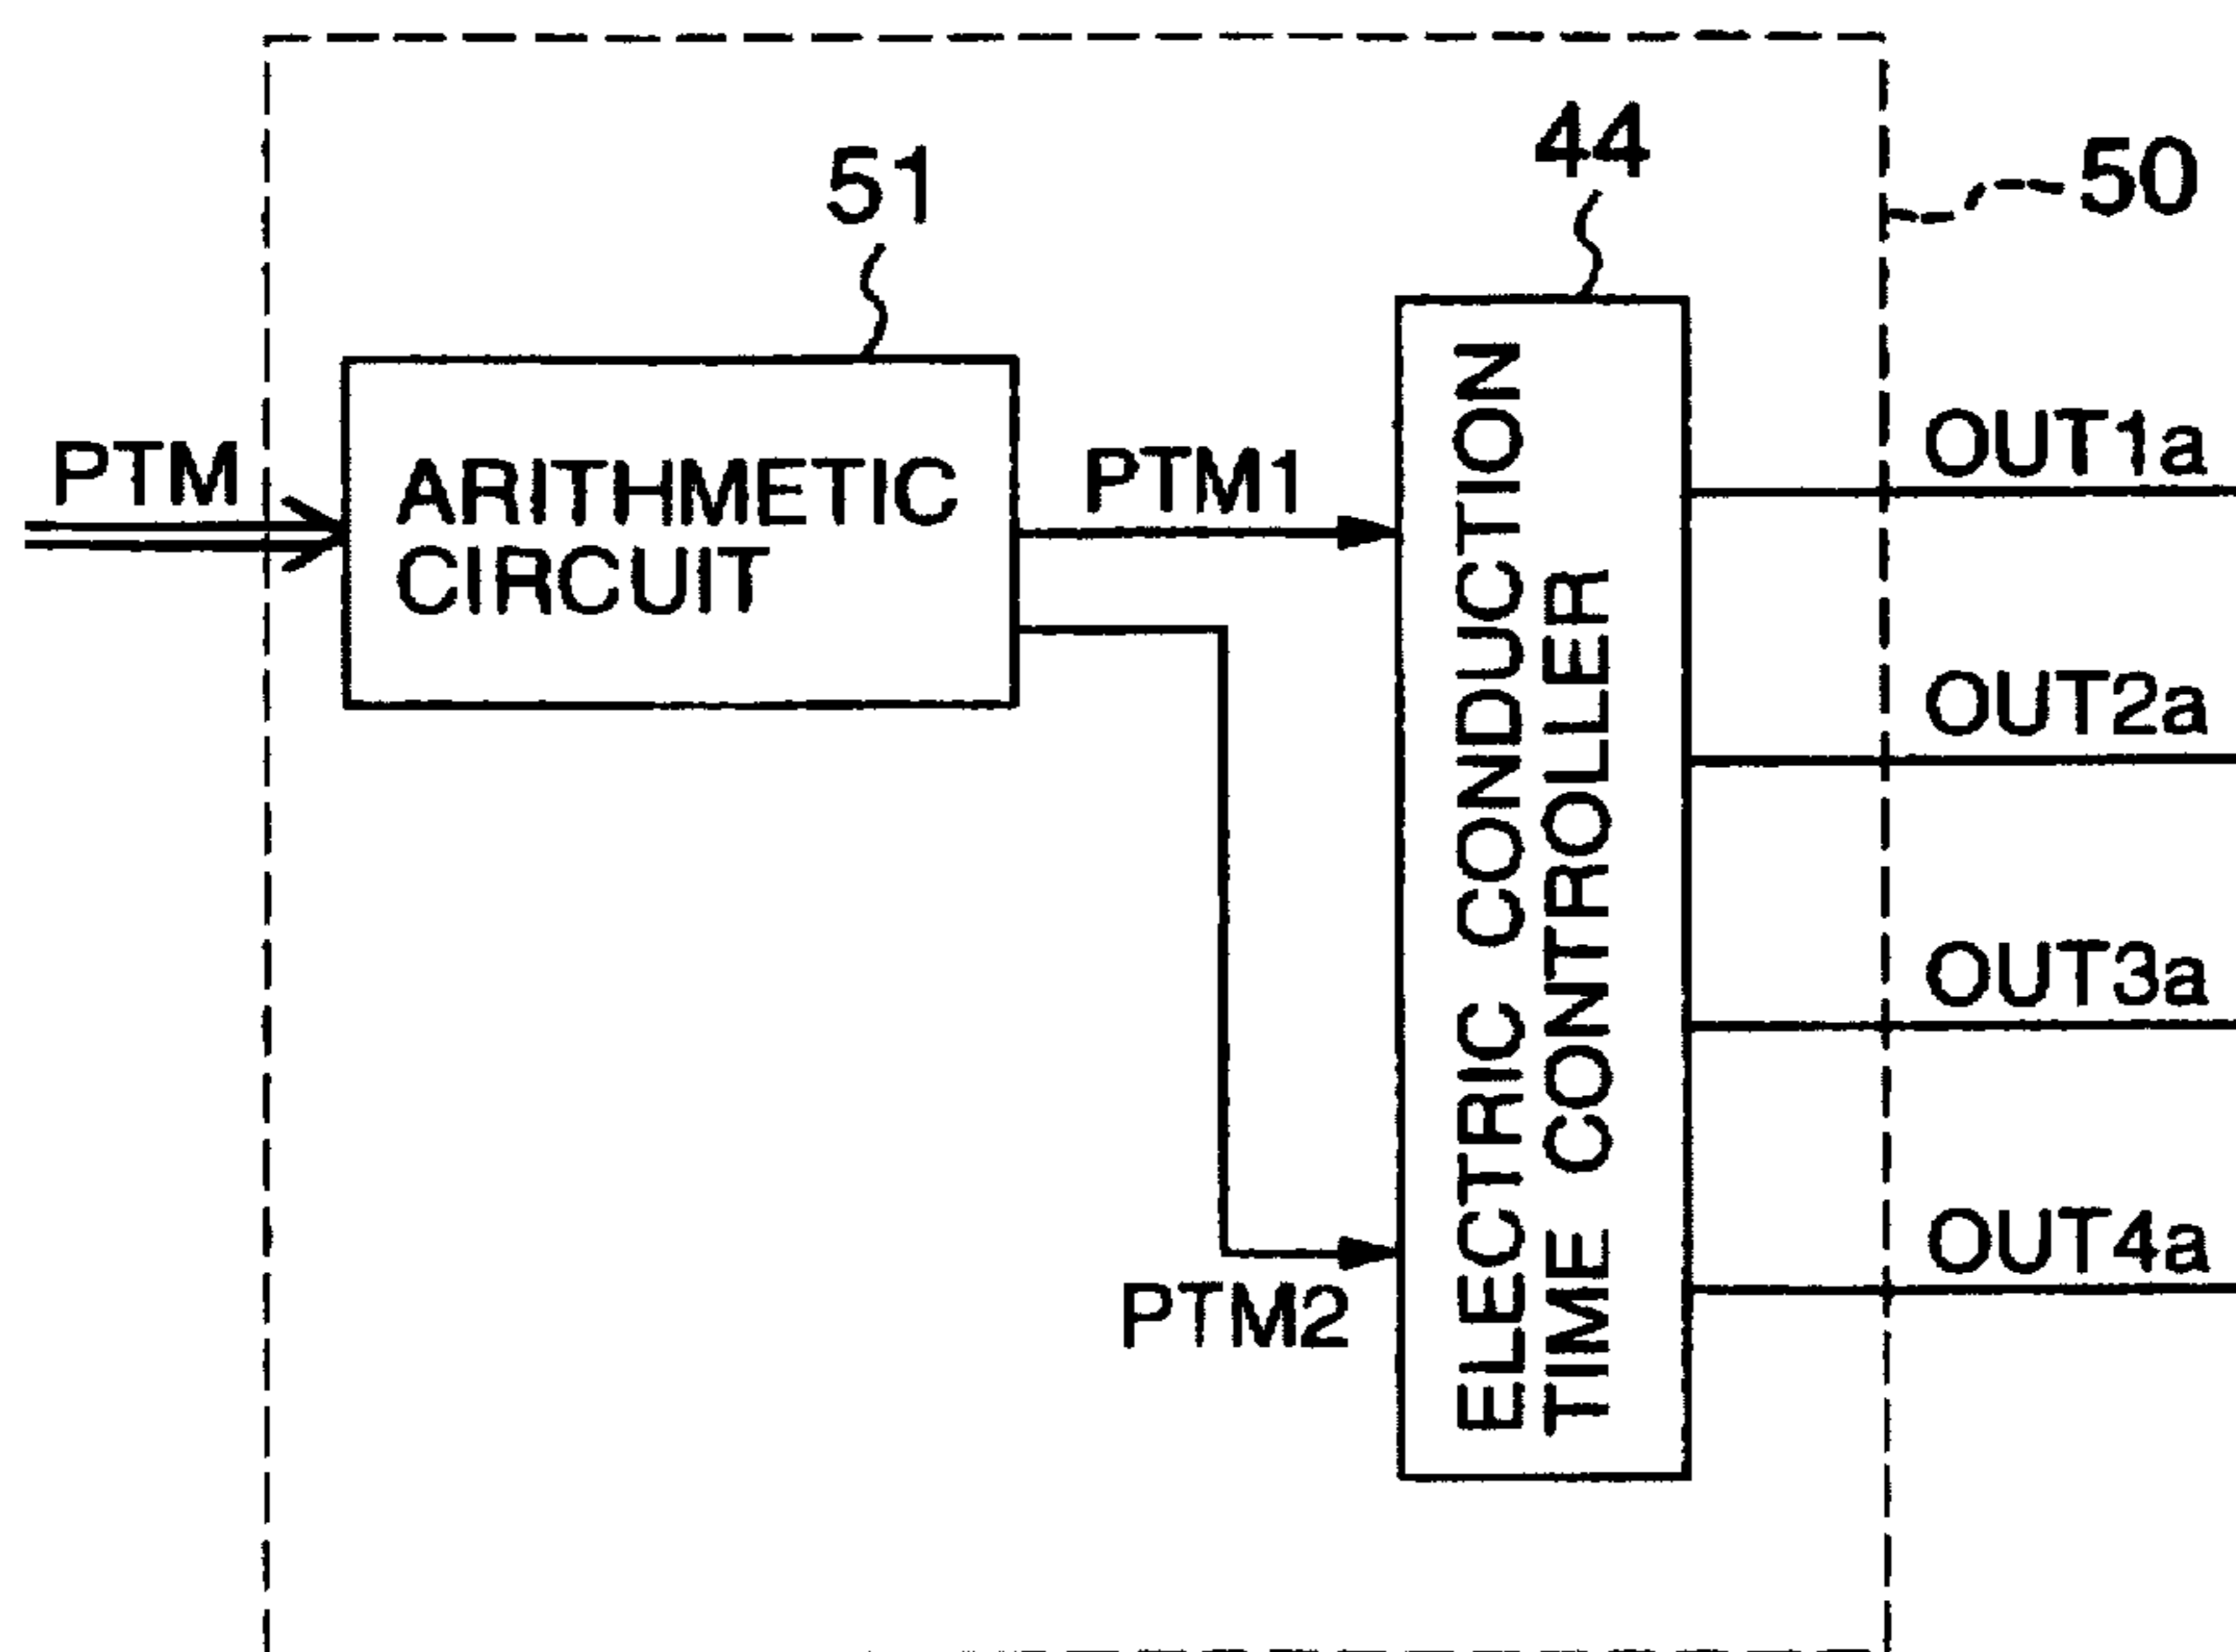 44
51
50
PTM
ARITHMETIC
CIRCUIT
PTM1
PTM2
ELECTRIC CONDUCTION
TIME CONTROLLER
OUT1a
OUT2a
OUT3a
OUT4a